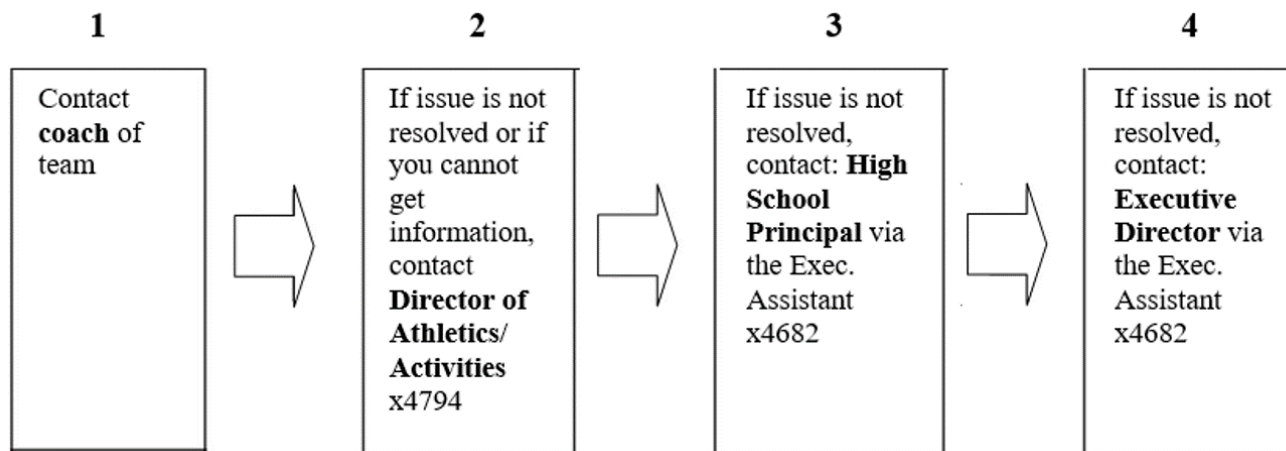 1
Contact
coach of
team
2
If issue is not
resolved or if
you cannot
get
information,
contact
Director of
Athletics/
Activities
x4794
3
If issue is not
resolved,
contact: High
School
Principal via
the Exec.
Assistant
x4682
4
If issue is not
resolved,
contact:
Executive
Director via
the Exec.
Assistant
x4682